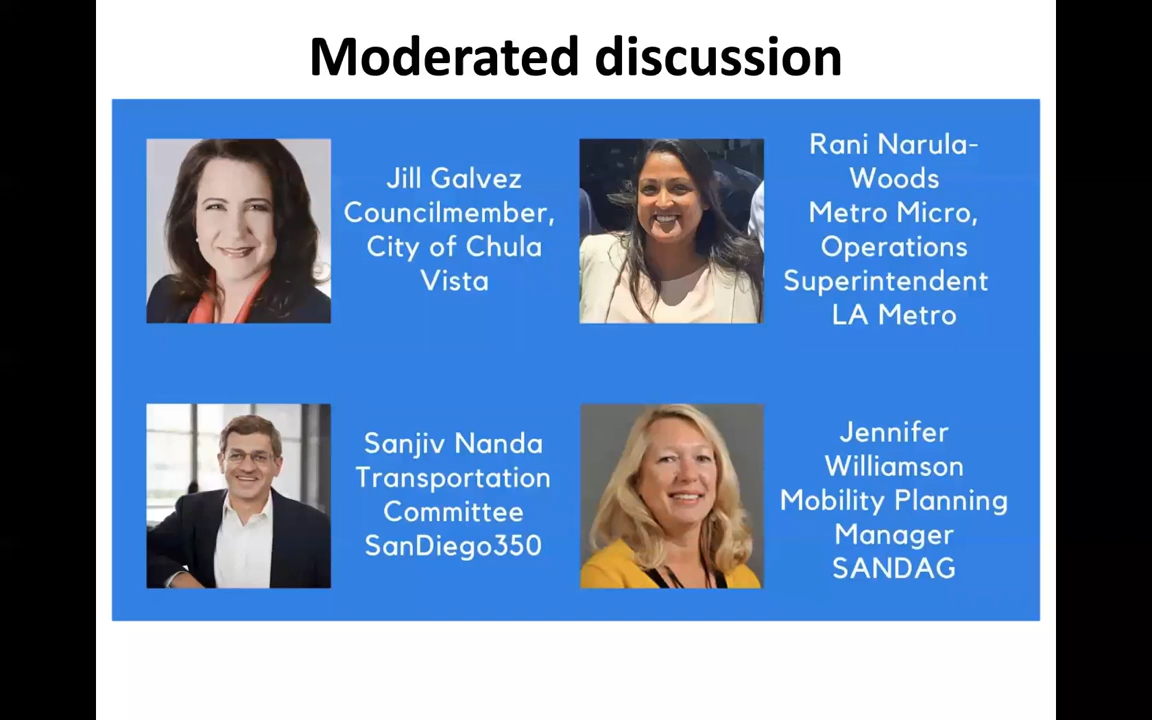 Moderated discussion
Jill Galvez
Councilmember,
City of Chula
Vista
Rani Narula-
Woods
Metro Micro,
Operations
Superintendent
LA Metro
Sanjiv Nanda
Transportation
Committee
SanDiego350
Jennifer
Williamson
Mobility Planning
Manager
SANDAG